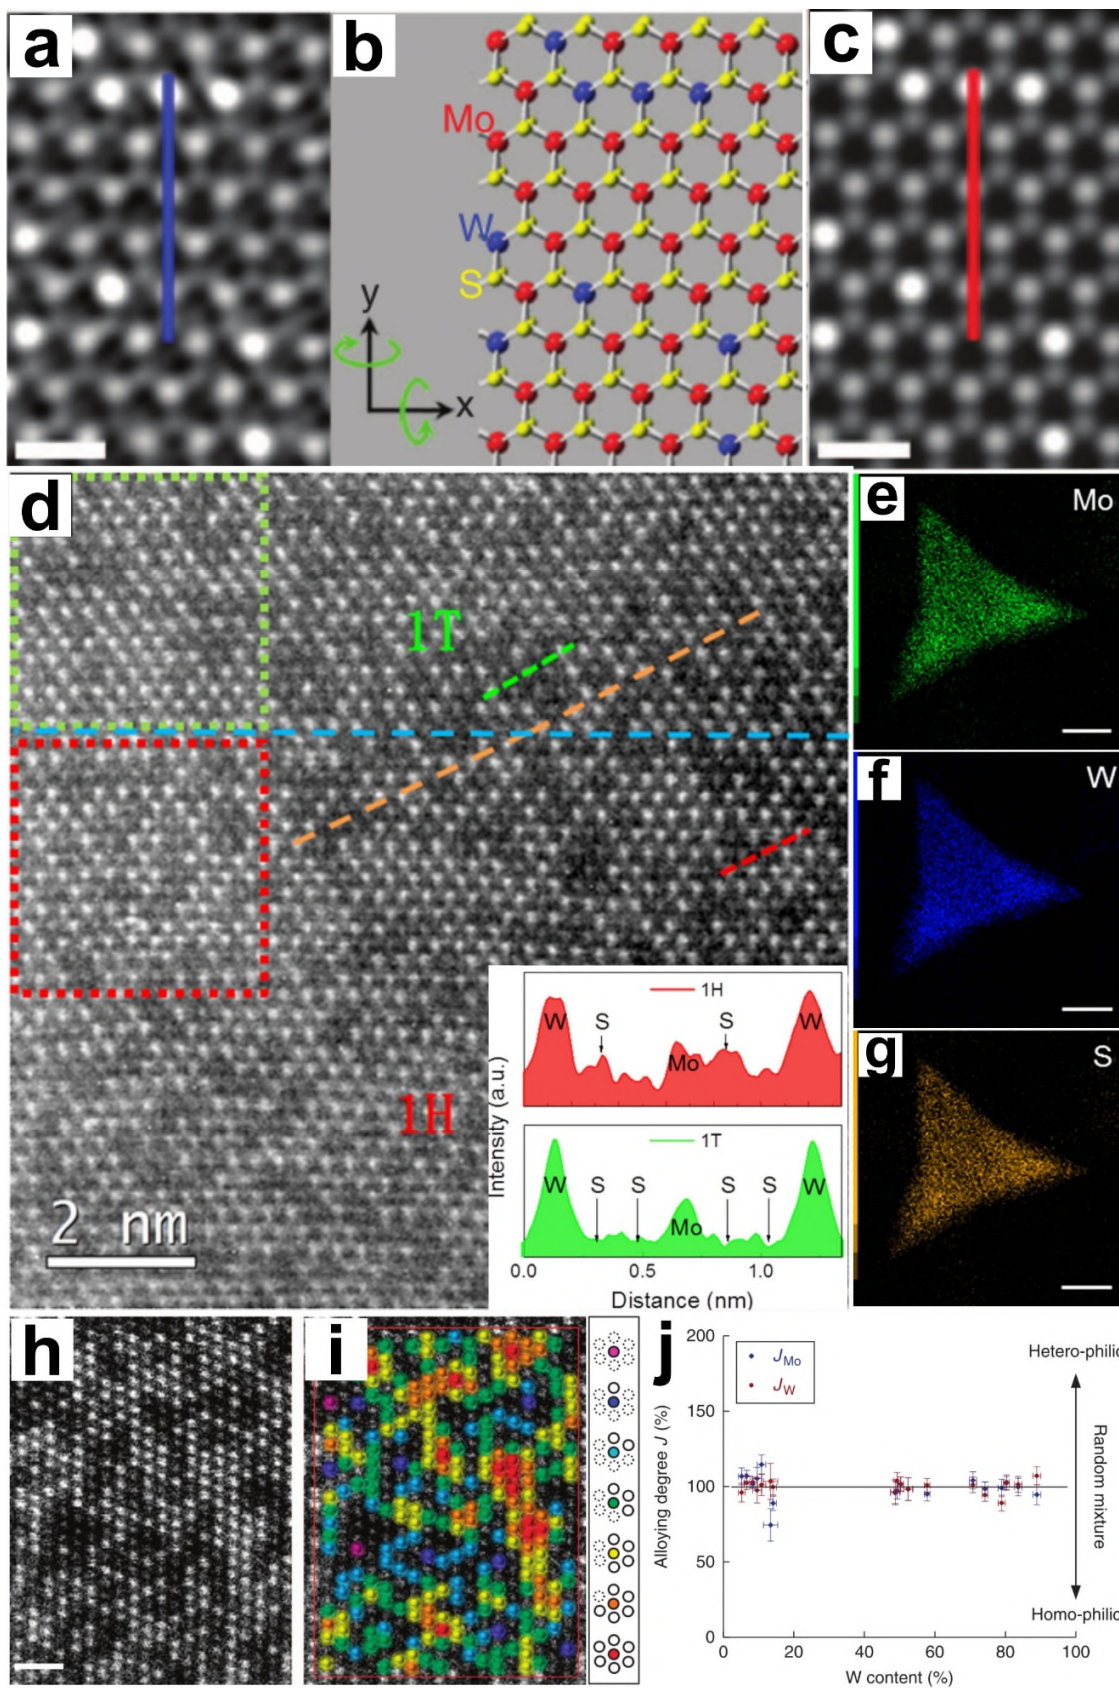 a
b
c
Mo
W
S
y
x
d
1T
1H
2 nm
1H
W
S
Mo
S
W
1T
W
S
S
Mo
S
S
W
Intensity (a.u.)
0.0
0.5
1.0
Distance (nm)
e
Mo
f
W
g
S
h
i
j
200
150
100
50
0
Alloying degree J (%)
J_Mo
J_W
Hetero-philic
Random mixture
Homo-philic
0
20
40
60
80
100
W content (%)